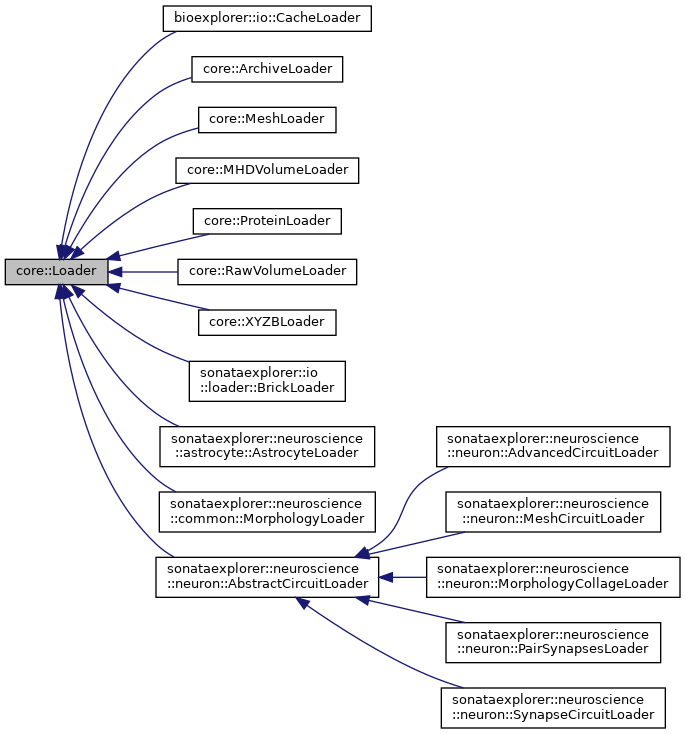 bioexplorer::io::CacheLoader
core::ArchiveLoader
core::MeshLoader
core::MHDVolumeLoader
core::ProteinLoader
core::Loader
core::RawVolumeLoader
core::XYZBLoader
sonataexplorer::io
::loader::BrickLoader
sonataexplorer::neuroscience
::astrocyte::AstrocyteLoader
sonataexplorer::neuroscience
::common::MorphologyLoader
sonataexplorer::neuroscience
::neuron::AbstractCircuitLoader
sonataexplorer::neuroscience
::neuron::AdvancedCircuitLoader
sonataexplorer::neuroscience
::neuron::MeshCircuitLoader
sonataexplorer::neuroscience
::neuron::MorphologyCollageLoader
sonataexplorer::neuroscience
::neuron::PairSynapsesLoader
sonataexplorer::neuroscience
::neuron::SynapseCircuitLoader